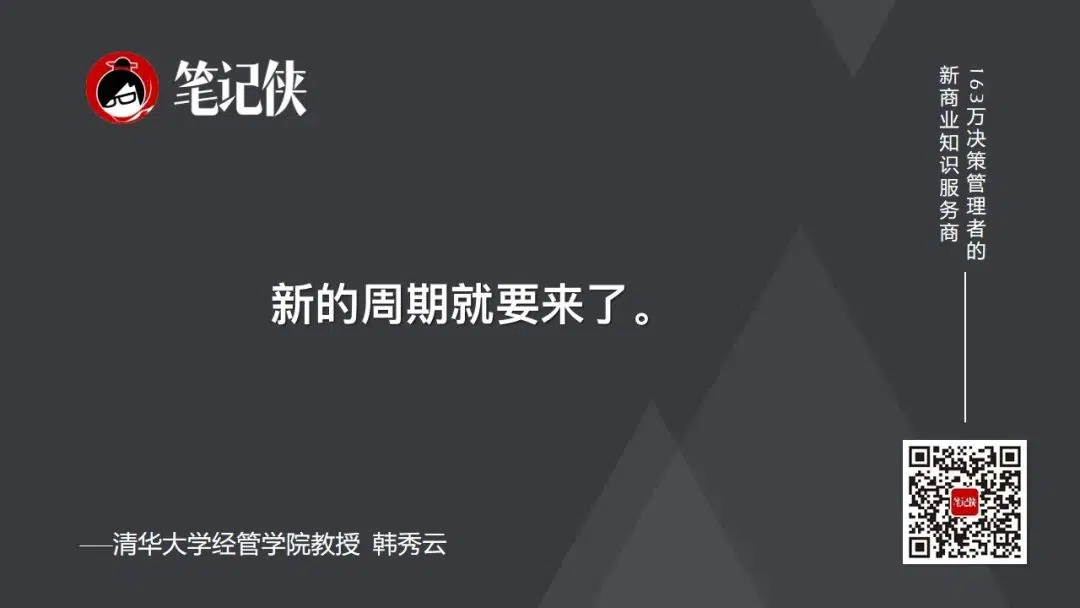 笔记侠
163万决策管理者的
新商业知识服务商
新的周期就要来了。
——清华大学经管学院教授 韩秀云
笔记侠